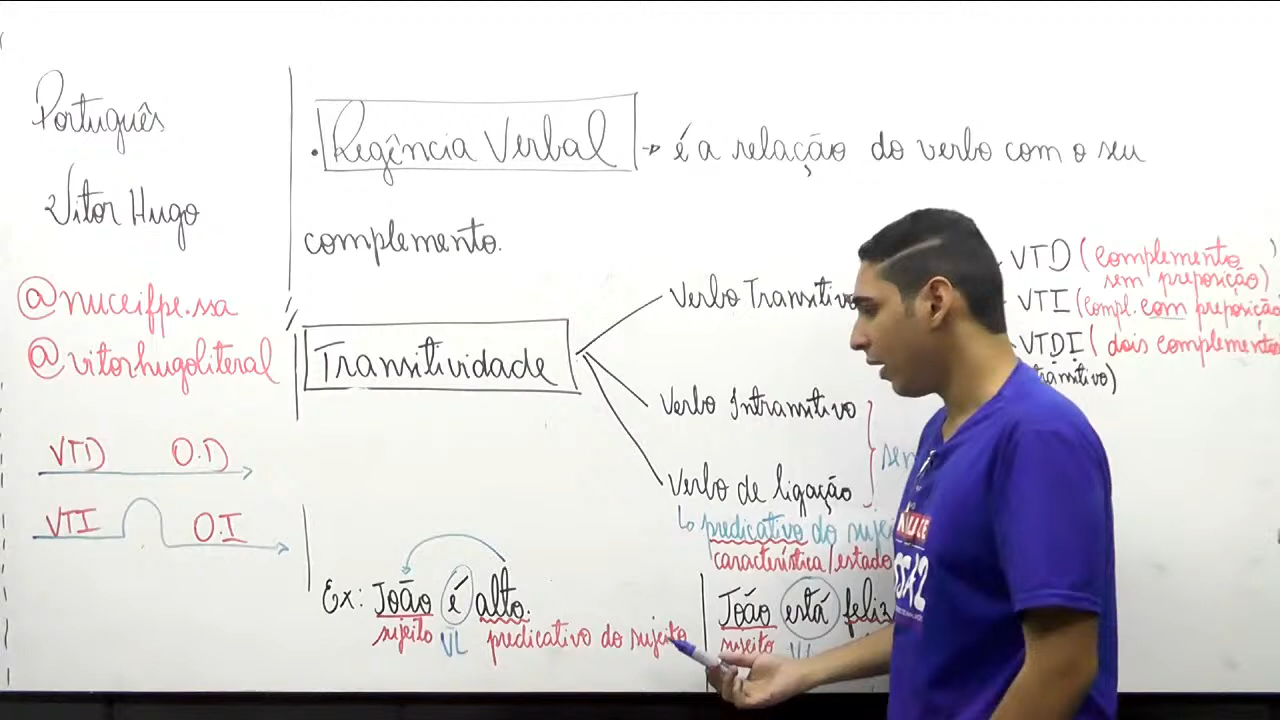 Português
Vitor Hugo
@nuceifpe.ssa
@vitorhugoliteral
VTD O.D
VTI O.I
. Regência Verbal → é a relação do verbo com o seu
complemento.
Transitividade
Verbo Transitivo
VTD (complemento
sem preposição)
VTI (compl. com preposição
VTDI (dois complementos
Verbo Intransitivo
Verbo de ligação
↳ predicativo do sujei
característica/estado
Ex: João é alto.
sujeito VL predicativo do sujeito
João está feliz
sujeito VL